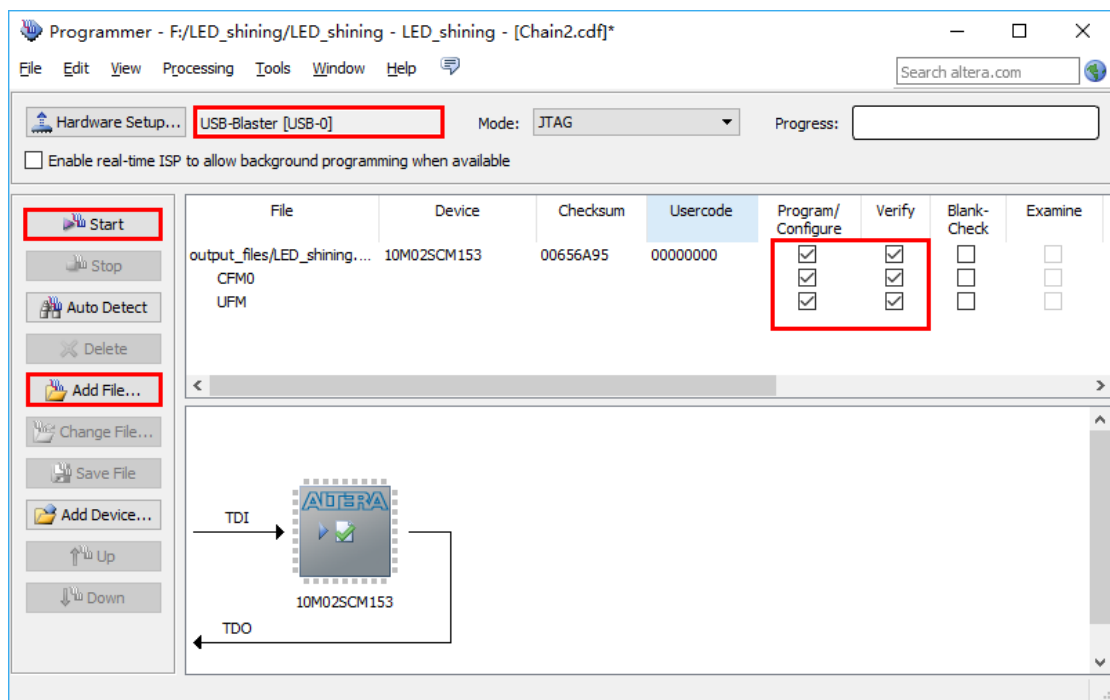 Programmer - F:/LED_shining/LED_shining - LED_shining - [Chain2.cdf]*
File Edit View Processing Tools Window Help Search altera.com
Hardware Setup... USB-Blaster [USB-0] Mode: JTAG Progress:
Enable real-time ISP to allow background programming when available
Start
Stop
Auto Detect
Delete
Add File...
Change File...
Save File
Add Device...
Up
Down
File Device Checksum Usercode Program/ Verify Blank- Examine
Configure Check
output_files/LED_shining.... 10M02SCM153 00656A95 00000000
CFM0
UFM
TDI
ALTERA
10M02SCM153
TDO